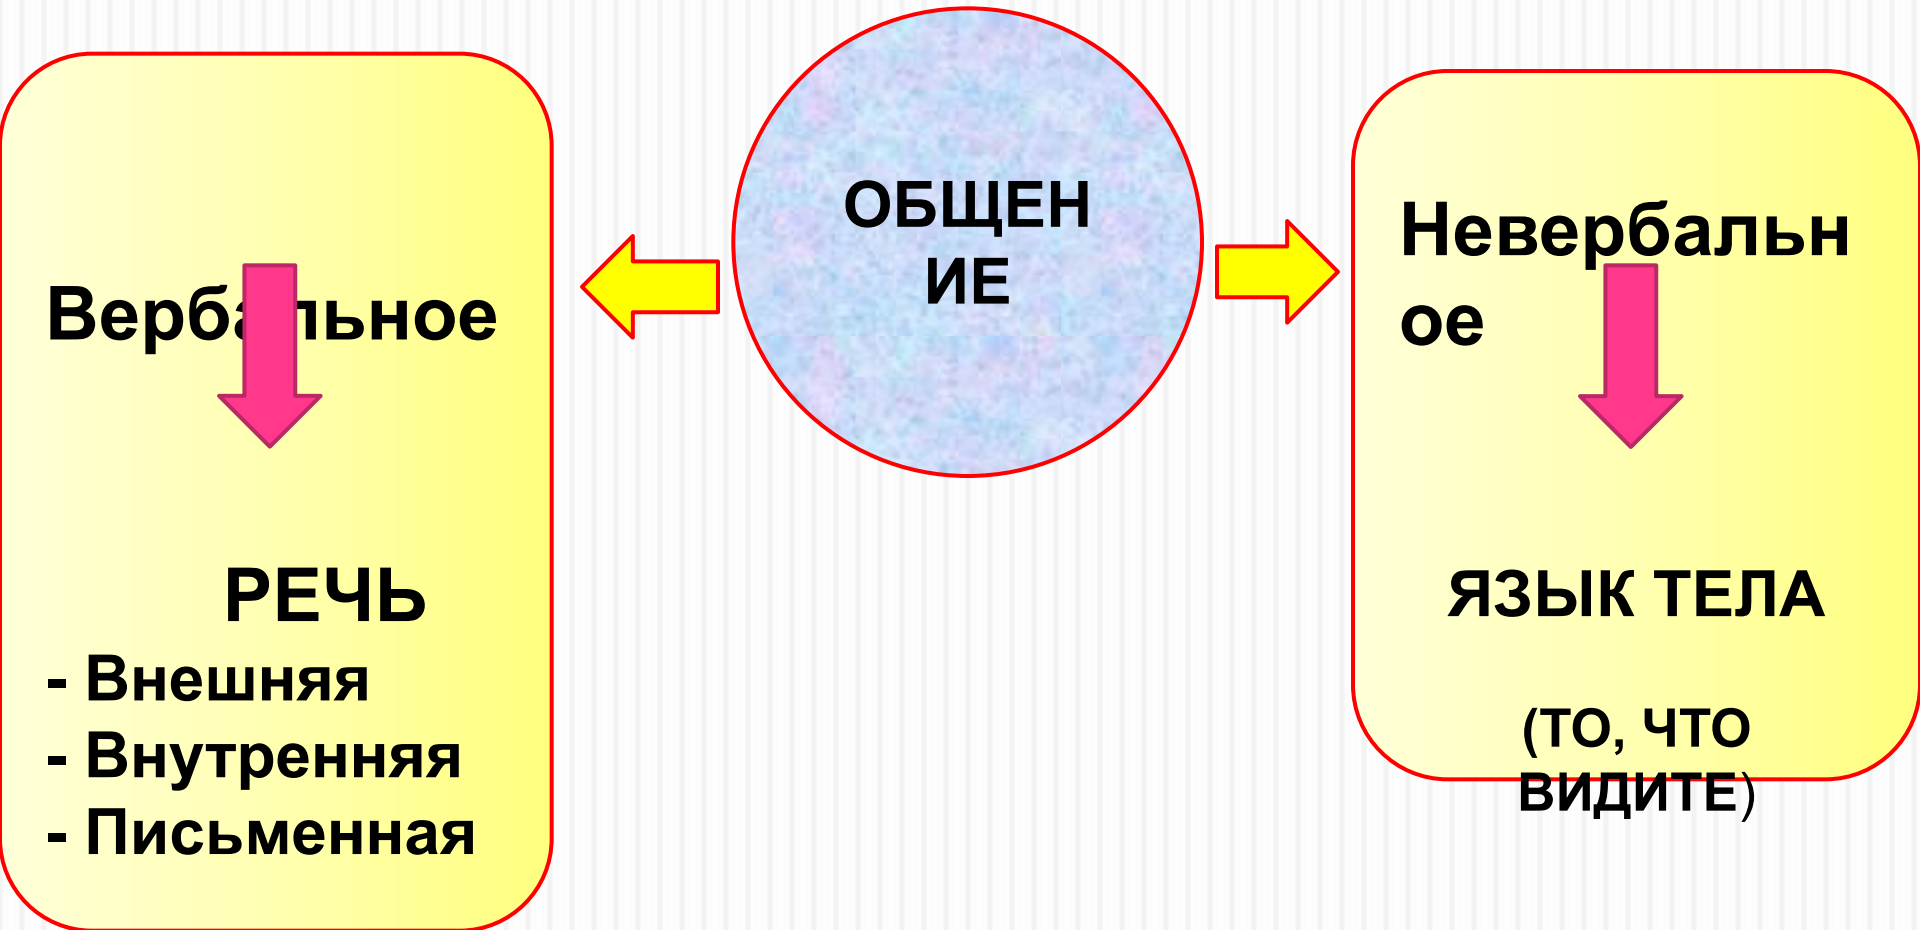 ОБЩЕН
ИЕ
Вербальное
РЕЧЬ
- Внешняя
- Внутренняя
- Письменная
Невербальн
ое
ЯЗЫК ТЕЛА
(ТО, ЧТО
ВИДИТЕ)